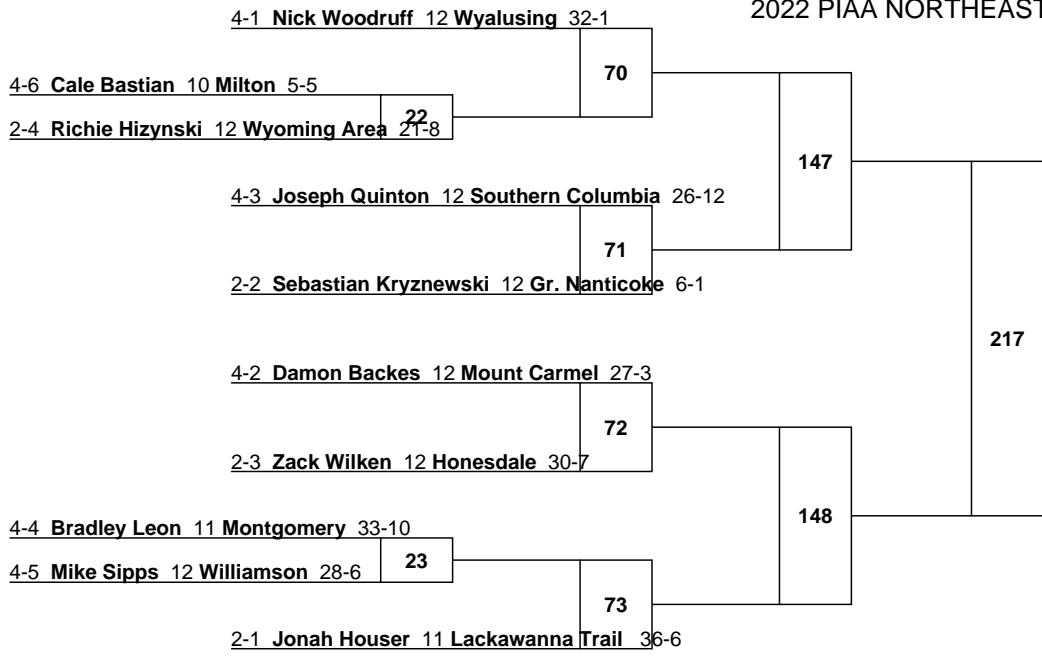 2022 PIAA NORTHEAST
4-1 Nick Woodruff 12 Wyalusing 32-1
70
4-6 Cale Bastian 10 Milton 5-5
22
2-4 Richie Hizynski 12 Wyoming Area 21-8
147
4-3 Joseph Quinton 12 Southern Columbia 26-12
71
2-2 Sebastian Kryznewski 12 Gr. Nanticoke 6-1
217
4-2 Damon Backes 12 Mount Carmel 27-3
72
2-3 Zack Wilken 12 Honesdale 30-7
148
4-4 Bradley Leon 11 Montgomery 33-10
23
4-5 Mike Sipps 12 Williamson 28-6
73
2-1 Jonah Houser 11 Lackawanna Trail 36-6